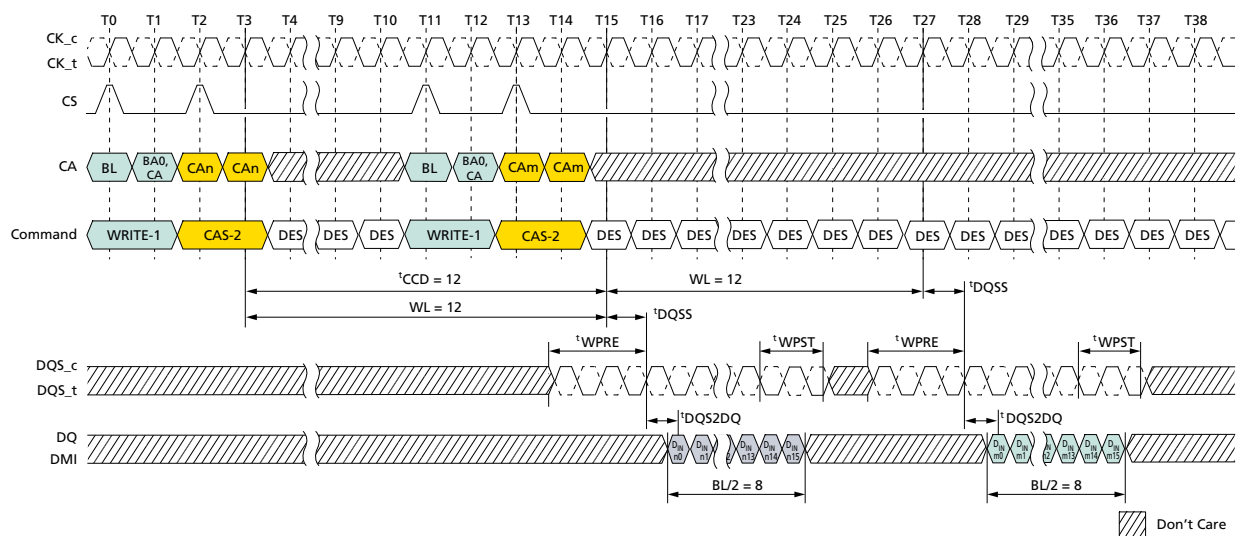 T0 T1 T2 T3 T4 T9 T10 T11 T12 T13 T14 T15 T16 T17 T23 T24 T25 T26 T27 T28 T29 T35 T36 T37 T38
CK_c
CK_t
CS
CA BL BA0, CA CAn CAn BL BA0, CA CAm CAm
Command WRITE-1 CAS-2 DES DES DES WRITE-1 CAS-2 DES DES DES DES DES DES DES DES DES DES DES DES DES DES
tCCD = 12 WL = 12
tDQSS
WL = 12
tDQSS
tWPRE tWPST tWPRE tWPST
DQS_c
DQS_t
tDQS2DQ tDQS2DQ
DQ
DMI
DIN n0 DIN n1 DIN n13 DIN n14 DIN n15 DIN m0 DIN m1 DIN m13 DIN m14 DIN m15
BL/2 = 8 BL/2 = 8
Don't Care